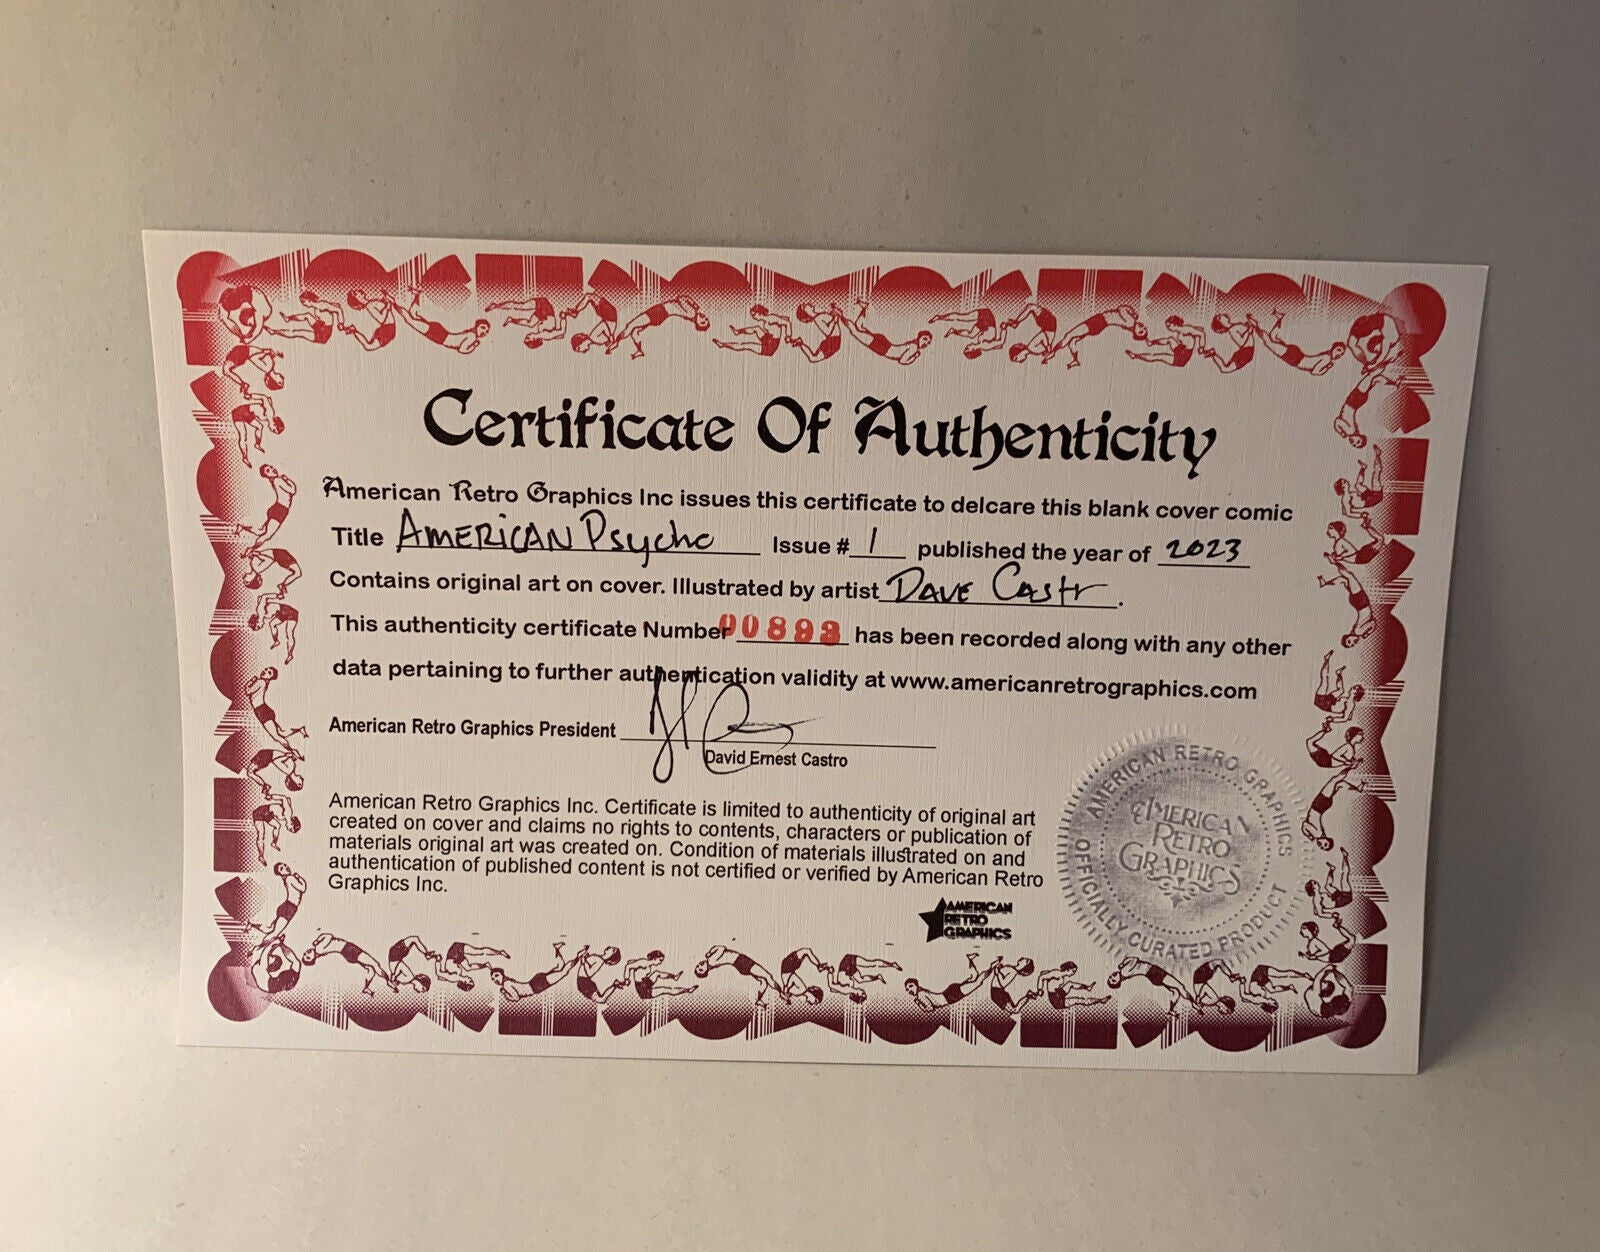 Certificate Of Authenticity
American Retro Graphics Inc issues this certificate to delcare this blank cover comic
Title AMERICAN Psycho Issue # 1 published the year of 2023
Contains original art on cover. Illustrated by artist DAVE Castr.
This authenticity certificate Number has been recorded along with any other
data pertaining to further authentication validity at www.americanretrographics.com
American Retro Graphics President
David Ernest Castro
American Retro Graphics Inc. Certificate is limited to authenticity of original art
created on cover and claims no rights to contents, characters or publication of
materials original art was created on. Condition of materials illustrated on and
authentication of published content is not certified or verified by American Retro
Graphics Inc.
AMERICAN
RETRO
GRAPHICS
AMERICAN RETRO GRAPHICS
AMERICAN
RETRO
GRAPHICS
OFFICIALLY CURATED PRODUCT